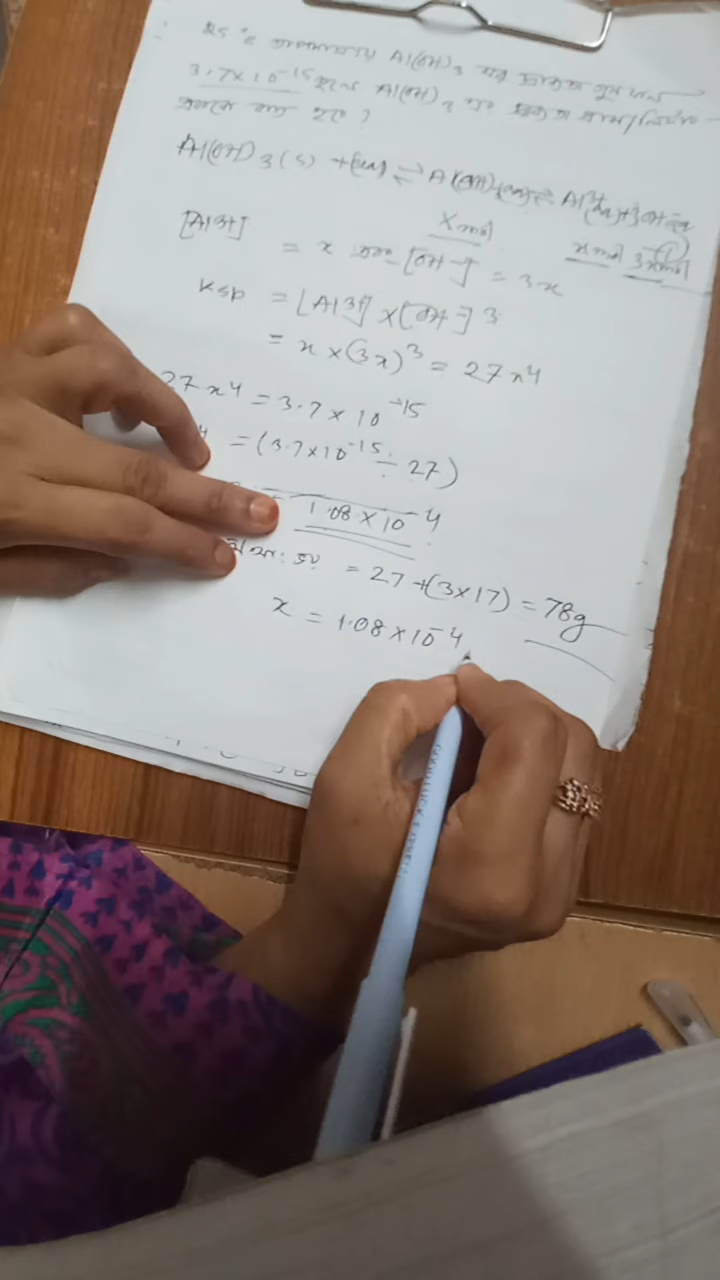 25 °C তাপমাত্রায় Al(OH)3 এর
3.7×10-15 হলে Al(OH)3 এর
হবে?
Al(OH)3(s) + (aq) ⇌ Al(OH)3(aq) ⇌ Al3+(aq)+3OH-
x mol x mol 3x mol
[Al3+] = x এবং [OH-] = 3x
Ksp = [Al3+] × [OH-]3
= x × (3x)3 = 27x4
27x4 = 3.7 × 10-15
4 = (3.7×10-15 ÷ 27)
= 1.08 × 10-4
= 27 + (3×17) = 78g
x = 1.08×10-4